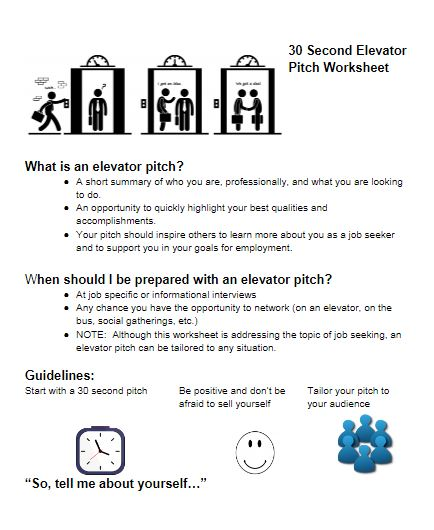 30 Second Elevator
Pitch Worksheet
wait...
?
I got an idea
We got a deal
What is an elevator pitch?
● A short summary of who you are, professionally, and what you are looking
to do.
● An opportunity to quickly highlight your best qualities and
accomplishments.
● Your pitch should inspire others to learn more about you as a job seeker
and to support you in your goals for employment.
When should I be prepared with an elevator pitch?
● At job specific or informational interviews
● Any chance you have the opportunity to network (on an elevator, on the
bus, social gatherings, etc.)
● NOTE: Although this worksheet is addressing the topic of job seeking, an
elevator pitch can be tailored to any situation.
Guidelines:
Start with a 30 second pitch
Be positive and don't be
afraid to sell yourself
Tailor your pitch to
your audience
“So, tell me about yourself…”